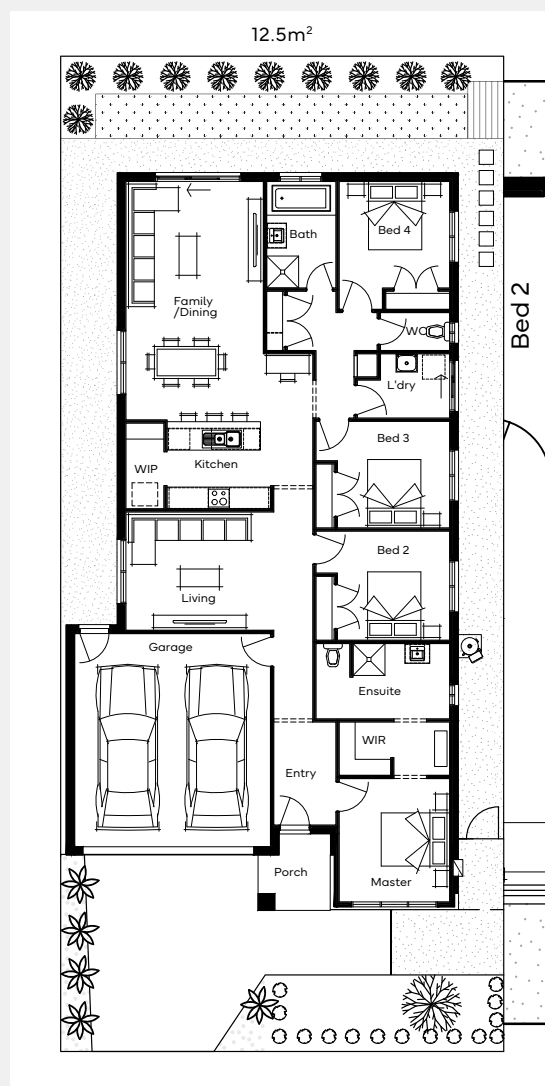 12.5m²
Bath
Bed 4
Family
/Dining
WC
L'dry
Bed 2
Kitchen
WIP
Bed 3
Bed 2
Living
Garage
Ensuite
WIR
Entry
Porch
Master